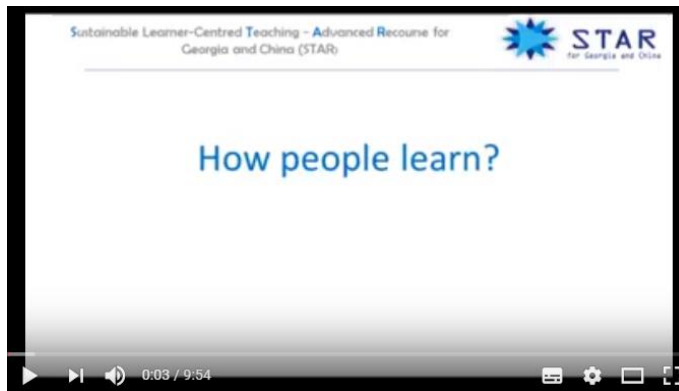 Sustainable Learner-Centred Teaching - Advanced Recourse for
Georgia and China (STAR)
STAR
for Georgia and China
How people learn?
0:03 / 9:54